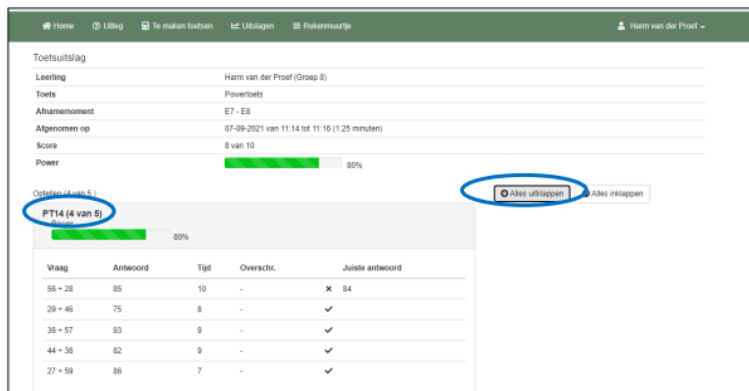 Home Uitleg Te maken toetsen Uitslagen Rekenmuurtje Harm van der Proef
Toetsuitslag
Leerling Harm van der Proef (Groep 8)
Toets Powertoets
Afnamemoment E7 - E8
Afgenomen op 07-09-2021 van 11:14 tot 11:16 (1:25 minuten)
Score 8 van 10
Power 80%
Optellen (4 van 5 ) Alles uitklappen Alles inklappen
PT14 (4 van 5)
Power
80%
Vraag Antwoord Tijd Overschr. Juiste antwoord
56 + 28 85 10 - 84
29 + 46 75 8 -
36 + 57 93 9 -
44 + 38 82 9 -
27 + 59 86 7 -